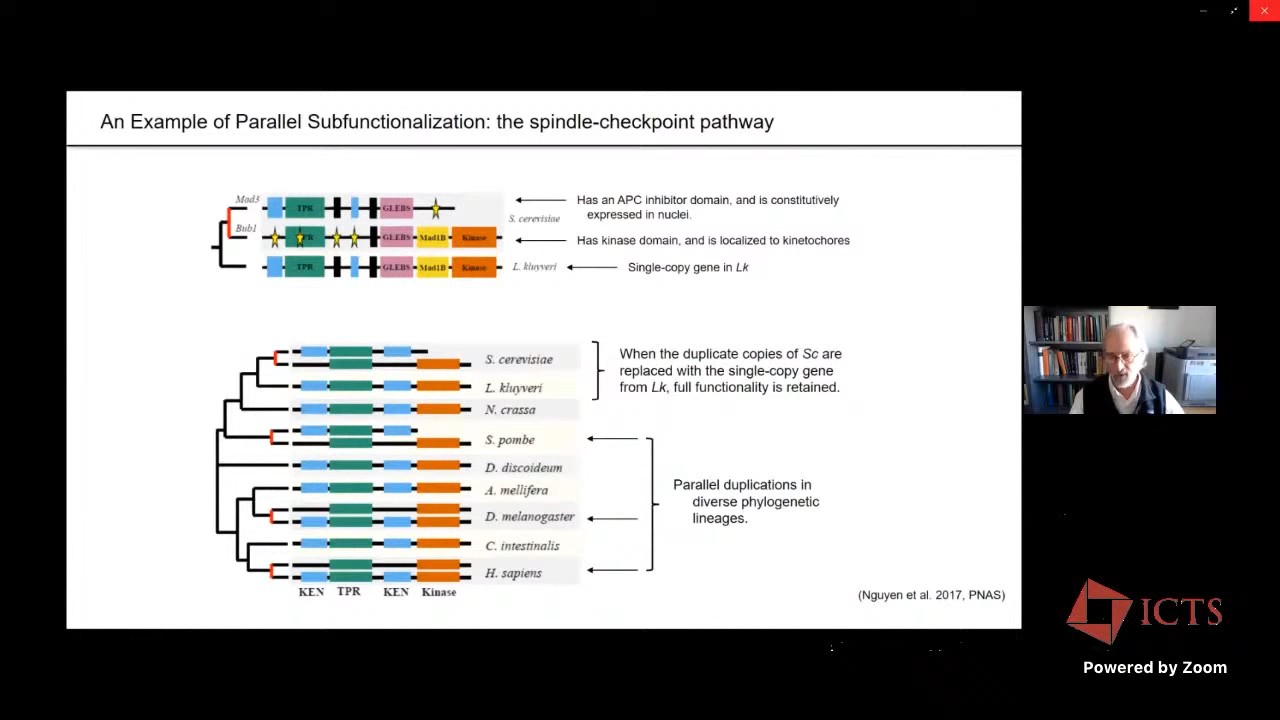 An Example of Parallel Subfunctionalization: the spindle-checkpoint pathway
Mad3
TPR
GLEBS
Has an APC inhibitor domain, and is constitutively
expressed in nuclei.
S. cerevisiae
Bub1
GLEBS
Mad1B
Kinase
Has kinase domain, and is localized to kinetochores
TPR
GLEBS
Mad1B
Kinase
L. kluyveri
Single-copy gene in Lk
S. cerevisiae
L. kluyveri
When the duplicate copies of Sc are
replaced with the single-copy gene
from Lk, full functionality is retained.
N. crassa
S. pombe
D. discoideum
A. mellifera
D. melanogaster
C. intestinalis
H. sapiens
Parallel duplications in
diverse phylogenetic
lineages.
KEN TPR KEN Kinase
(Nguyen et al. 2017, PNAS)
ICTS
Powered by Zoom